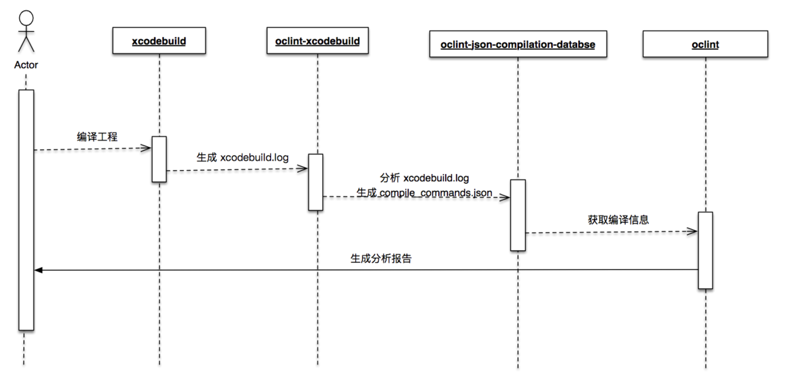 xcodebuild
oclint-xcodebuild
oclint-json-compilation-databse
oclint
Actor
编译工程
生成 xcodebuild.log
分析 xcodebuild.log
生成 compile_commands.json
获取编译信息
生成分析报告